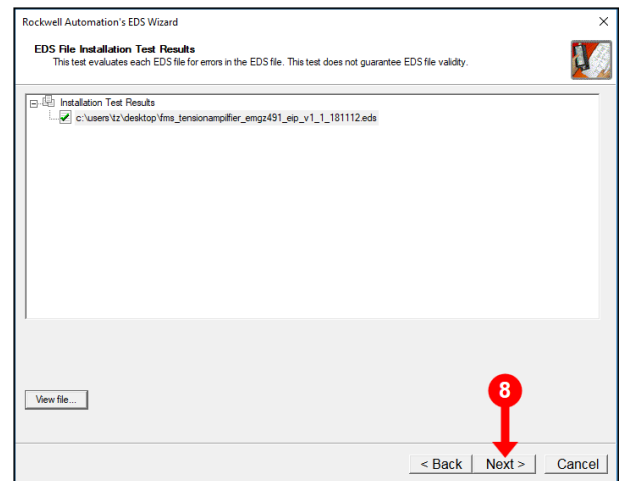 Rockwell Automation's EDS Wizard
EDS File Installation Test Results
This test evaluates each EDS file for errors in the EDS file. This test does not guarantee EDS file validity.
Installation Test Results
c:\users\tz\desktop\fms_tensionampifier_emgz491_eip_v1_1_181112.eds
View file...
8
< Back
Next >
Cancel